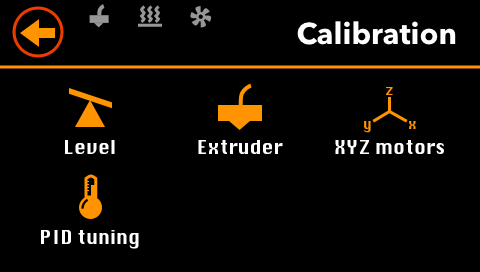 Calibration
z
y x
Level
Extruder
XYZ motors
PID tuning